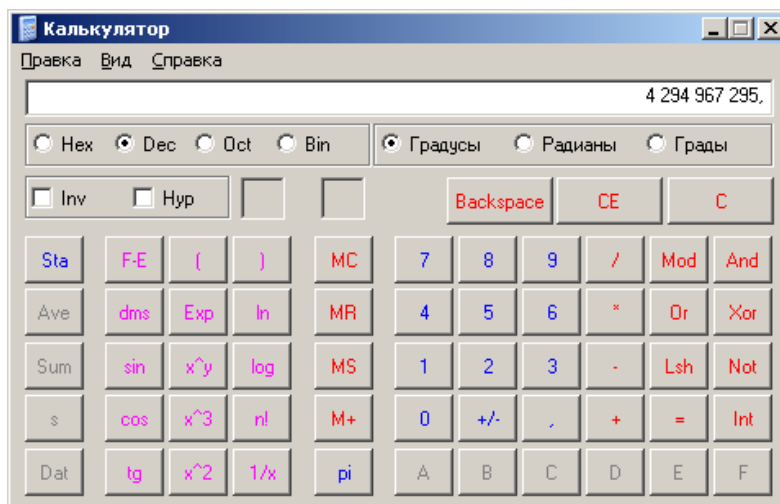 Калькулятор
Правка Вид Справка
4 294 967 295,
Hex Dec Oct Bin Градусы Радианы Грады
Inv Hyp Backspace CE C
Sta F-E ( ) MC 7 8 9 / Mod And
Ave dms Exp ln MR 4 5 6 * Or Xor
Sum sin x^y log MS 1 2 3 - Lsh Not
s cos x^3 n! M+ 0 +/- , + = Int
Dat tg x^2 1/x pi A B C D E F